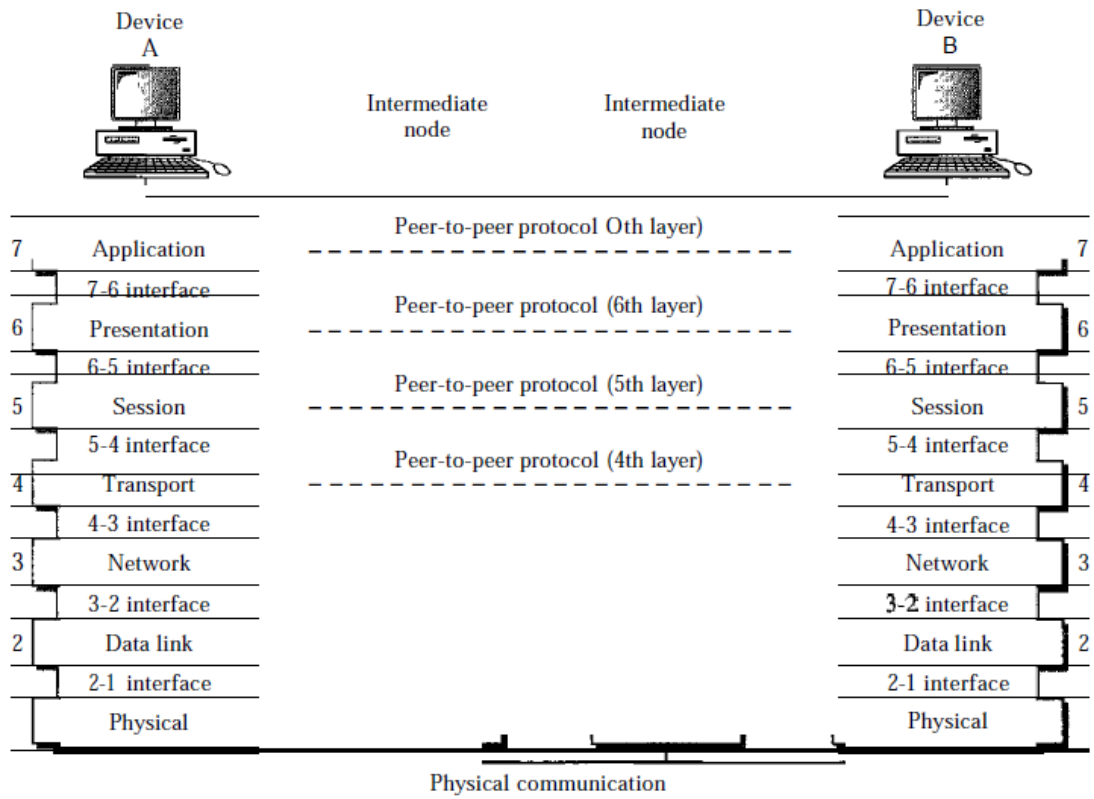 Device
A
Device
B
Intermediate
node
Intermediate
node
Peer-to-peer protocol Oth layer)
7 Application Application 7
7-6 interface 7-6 interface
Peer-to-peer protocol (6th layer)
6 Presentation Presentation 6
6-5 interface 6-5 interface
Peer-to-peer protocol (5th layer)
5 Session Session 5
5-4 interface 5-4 interface
Peer-to-peer protocol (4th layer)
4 Transport Transport 4
4-3 interface 4-3 interface
3 Network Network 3
3-2 interface 3-2 interface
2 Data link Data link 2
2-1 interface 2-1 interface
Physical Physical
Physical communication